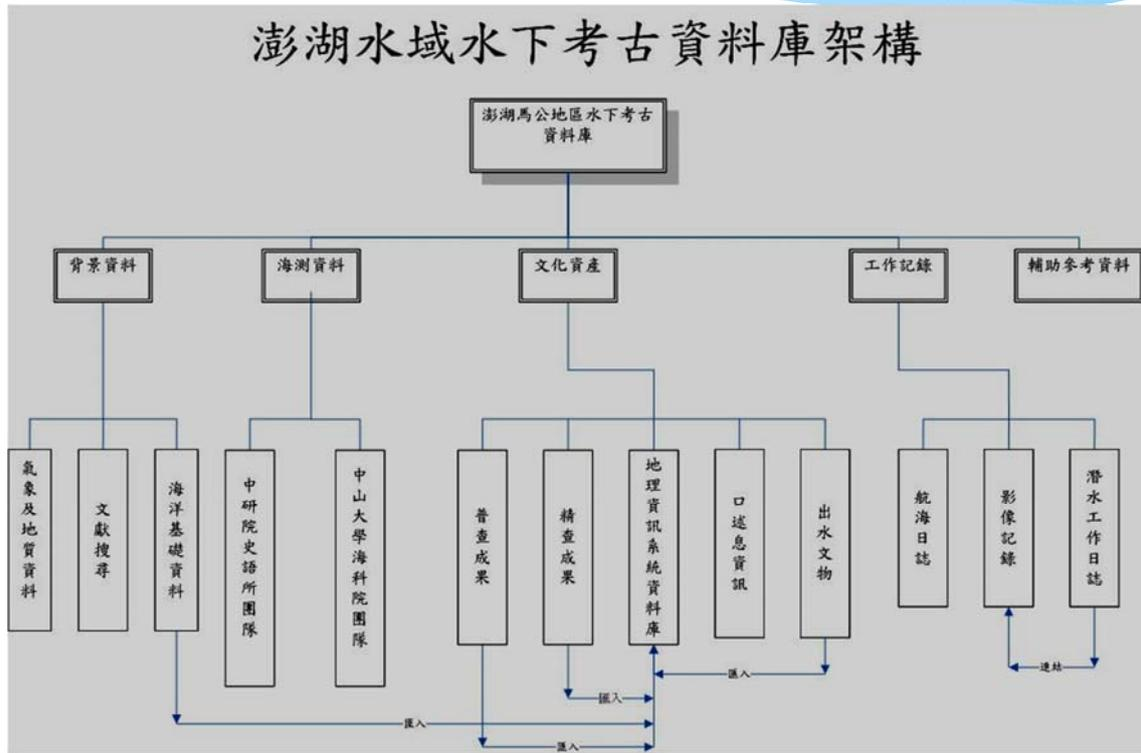 澎湖水域水下考古資料庫架構
澎湖馬公地區水下考古
資料庫
背景資料
海測資料
文化資產
工作記錄
輔助參考資料
氣象及地質資料
文獻搜尋
海洋基礎資料
中研院史語所團隊
中山大學海科院團隊
普查成果
精查成果
地理資訊系統資料庫
口述息資訊
出水文物
航海日誌
影像記錄
潛水工作日誌
匯入
匯入
連結
匯入
匯入